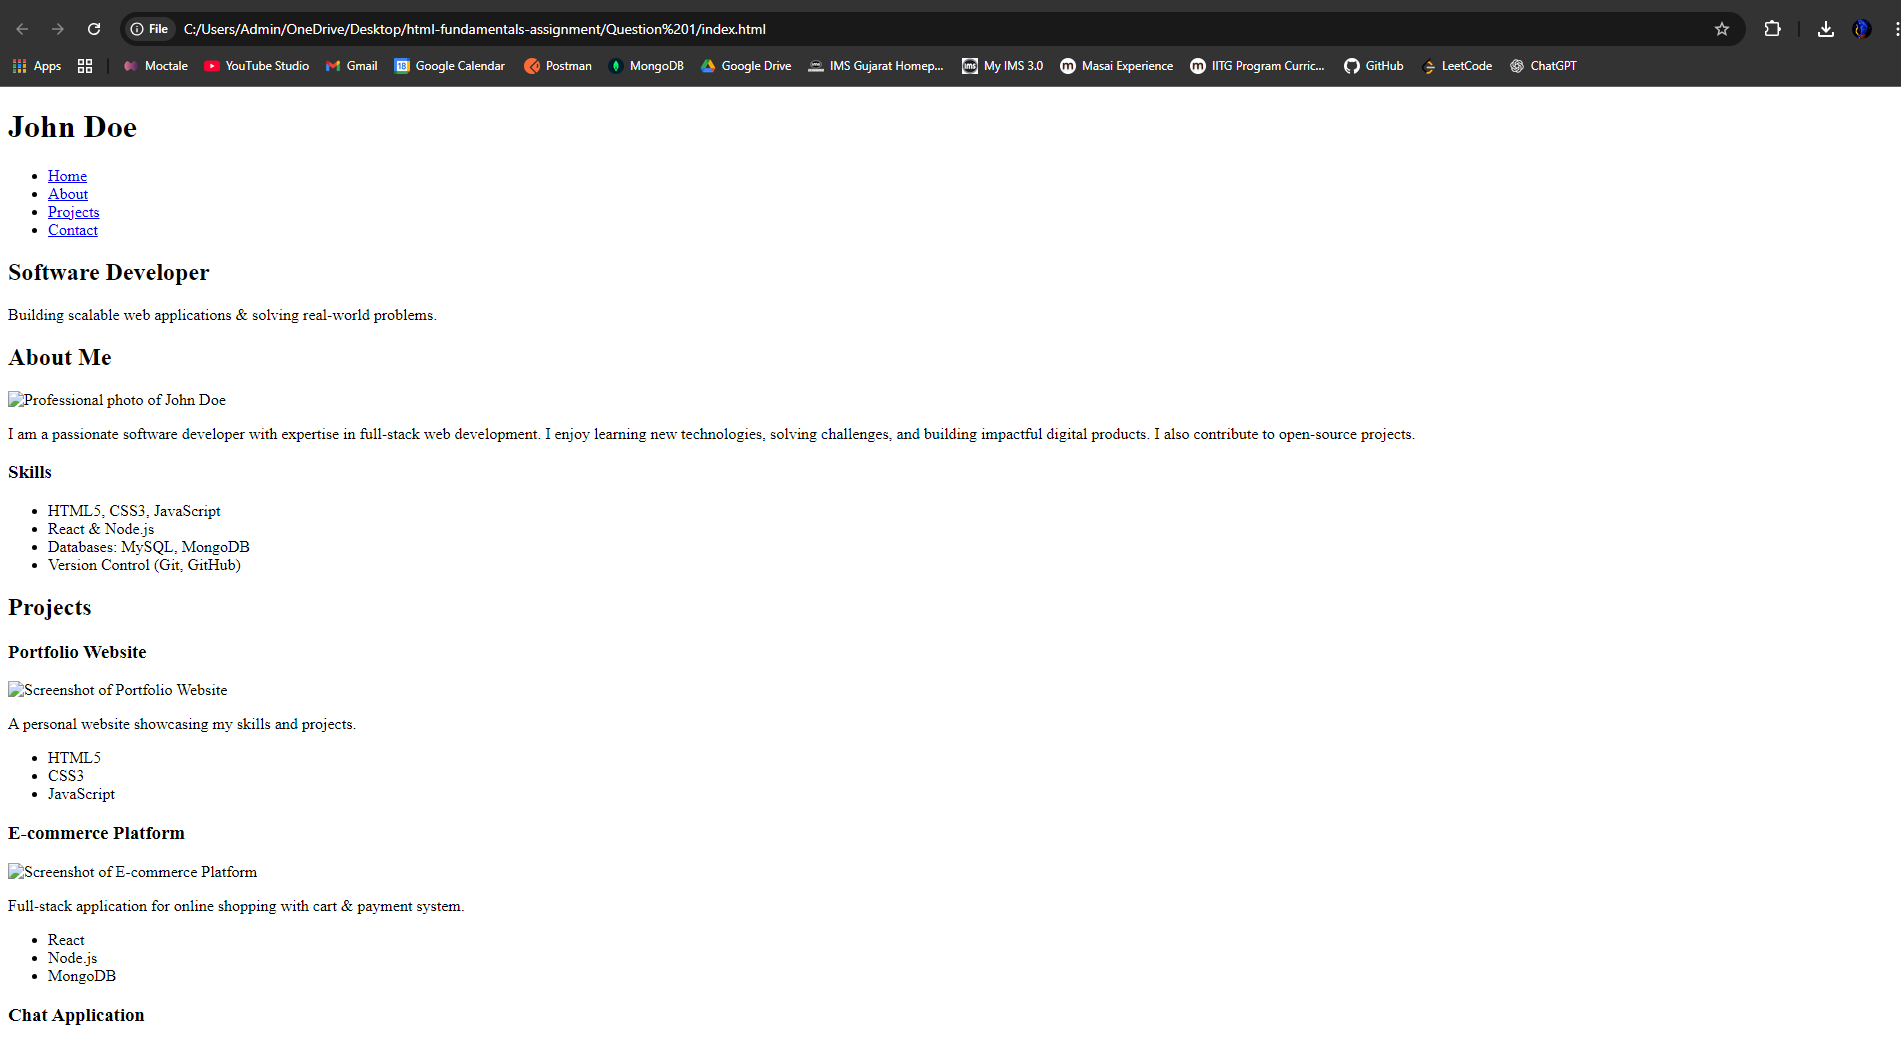 File C:/Users/Admin/OneDrive/Desktop/html-fundamentals-assignment/Question%201/index.html
Apps Moctale YouTube Studio Gmail 18 Google Calendar Postman MongoDB Google Drive IMS Gujarat Homep... ims My IMS 3.0 m Masai Experience m IITG Program Curric... GitHub LeetCode ChatGPT
John Doe
• Home
• About
• Projects
• Contact
Software Developer
Building scalable web applications & solving real-world problems.
About Me
Professional photo of John Doe
I am a passionate software developer with expertise in full-stack web development. I enjoy learning new technologies, solving challenges, and building impactful digital products. I also contribute to open-source projects.
Skills
• HTML5, CSS3, JavaScript
• React & Node.js
• Databases: MySQL, MongoDB
• Version Control (Git, GitHub)
Projects
Portfolio Website
Screenshot of Portfolio Website
A personal website showcasing my skills and projects.
• HTML5
• CSS3
• JavaScript
E-commerce Platform
Screenshot of E-commerce Platform
Full-stack application for online shopping with cart & payment system.
• React
• Node.js
• MongoDB
Chat Application